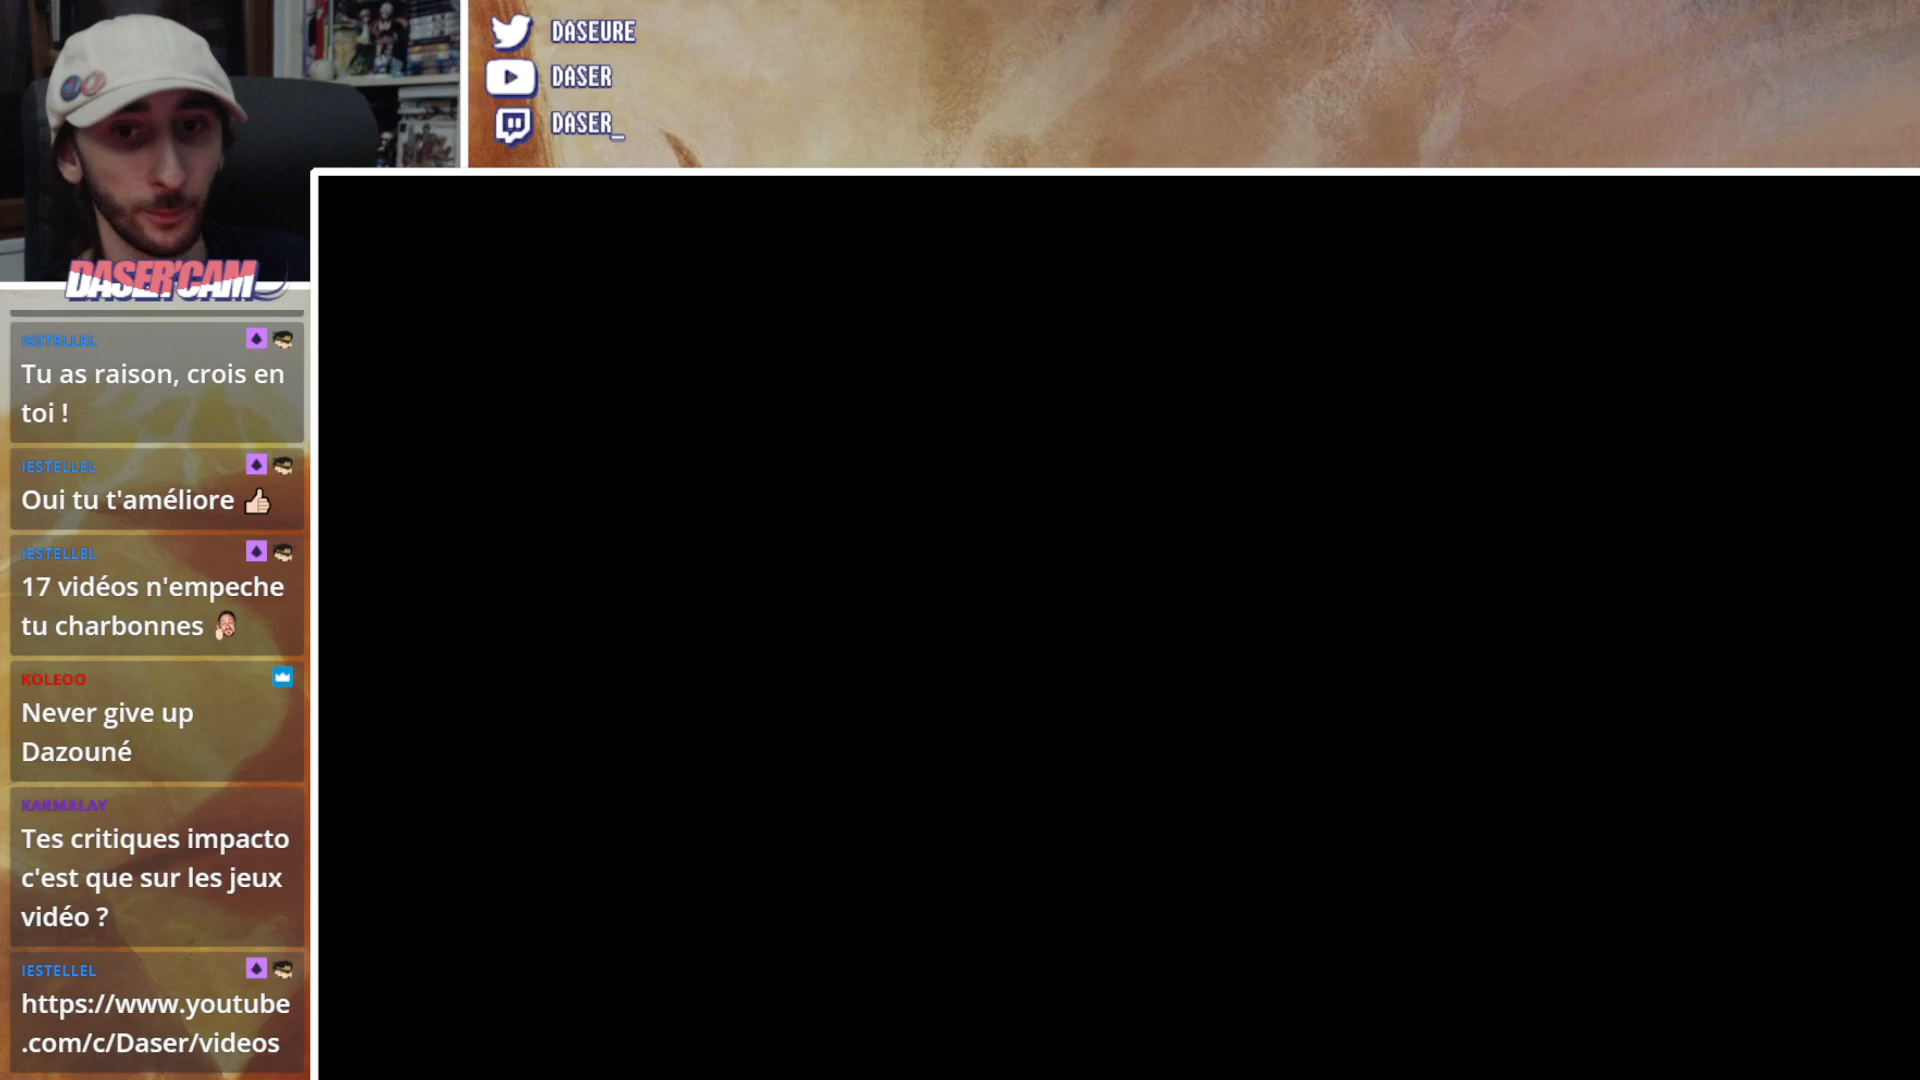 DASEURE
DASER
DASER_
DASER'CAM
IESTELLEL
Tu as raison, crois en
toi !
IESTELLEL
Oui tu t'améliore
IESTELLEL
17 vidéos n'empeche
tu charbonnes
KOLEOO
Never give up
Dazouné
KARMALAY
Tes critiques impacto
c'est que sur les jeux
vidéo ?
IESTELLEL
https://www.youtube
.com/c/Daser/videos